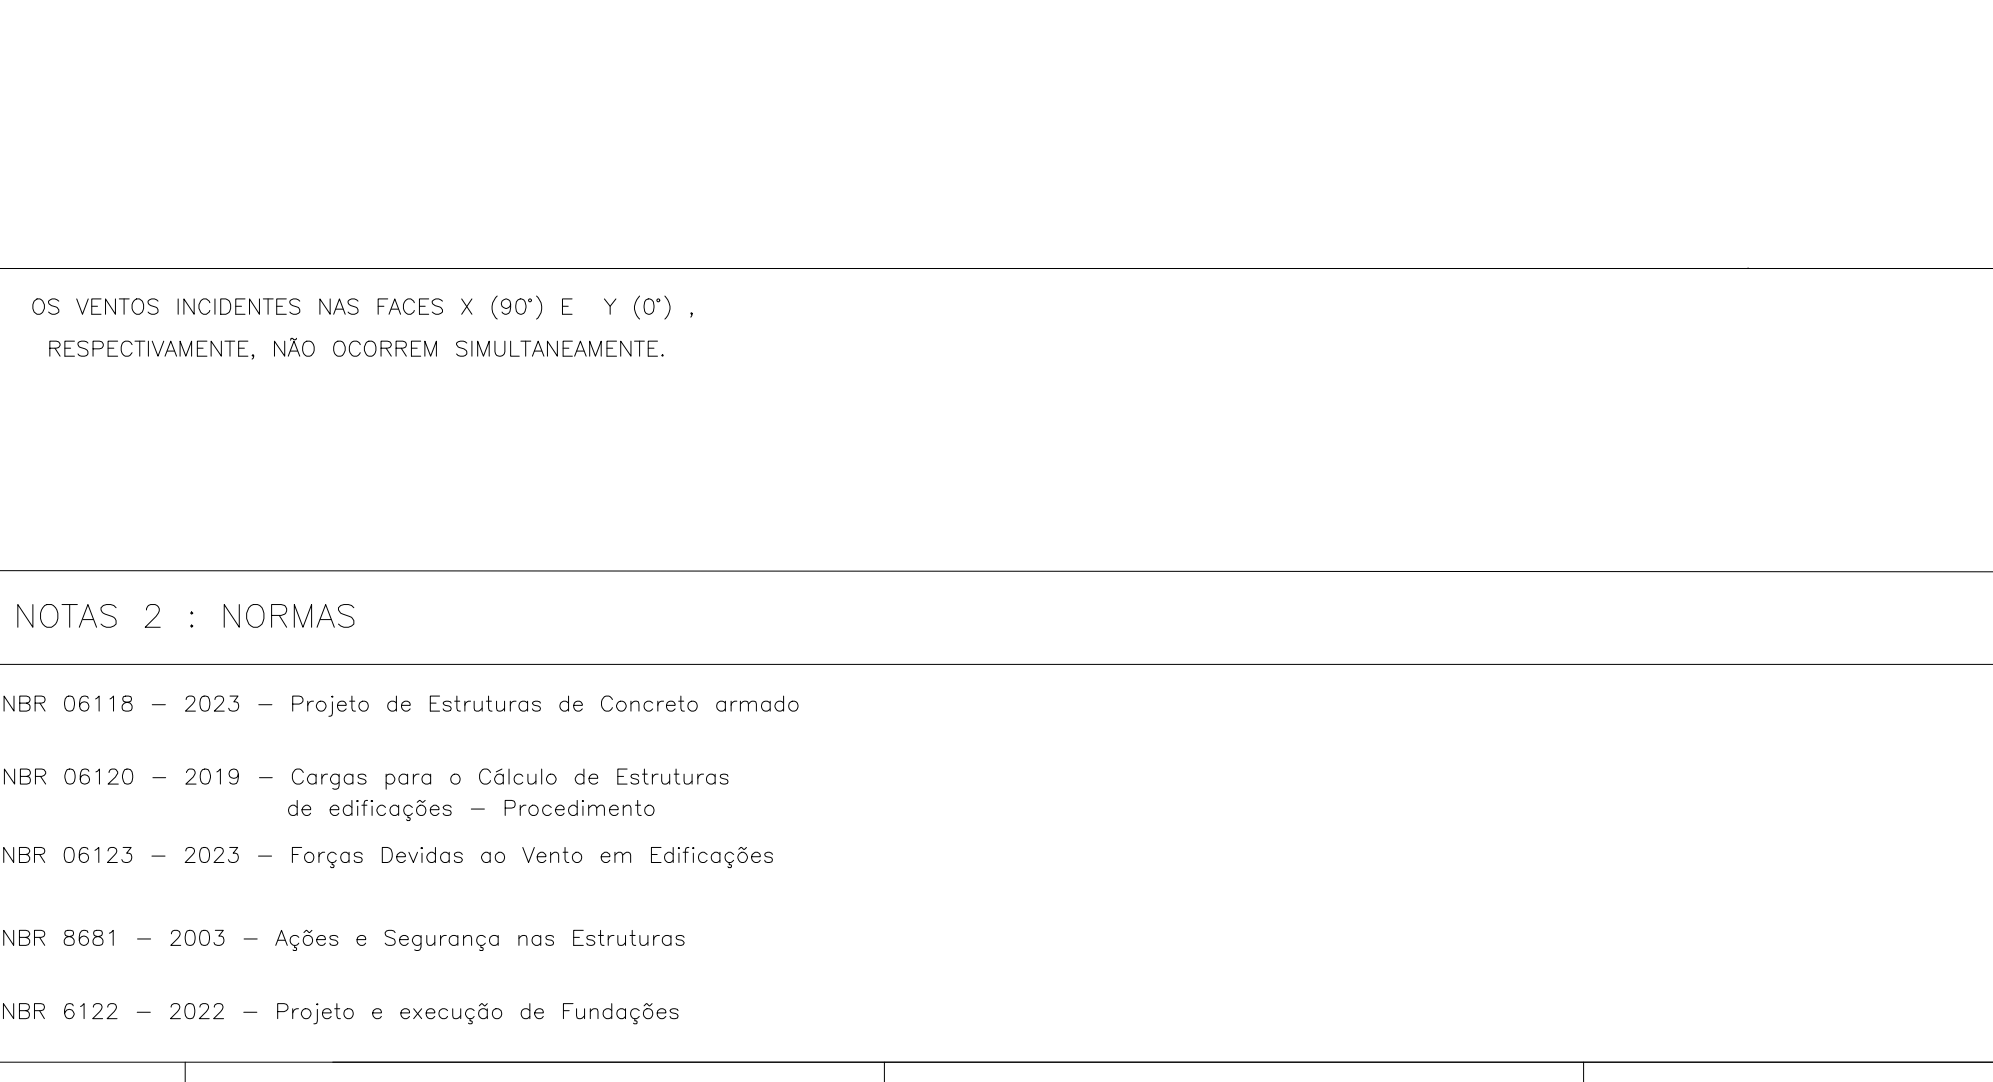 OS VENTOS INCIDENTES NAS FACES X (90°) E Y (0°) ,
RESPECTIVAMENTE, NÃO OCORREM SIMULTANEAMENTE.
NOTAS 2 : NORMAS
NBR 06118 – 2023 – Projeto de Estruturas de Concreto armado
NBR 06120 – 2019 – Cargas para o Cálculo de Estruturas
de edificações – Procedimento
NBR 06123 – 2023 – Forças Devidas ao Vento em Edificações
NBR 8681 – 2003 – Ações e Segurança nas Estruturas
NBR 6122 – 2022 – Projeto e execução de Fundações